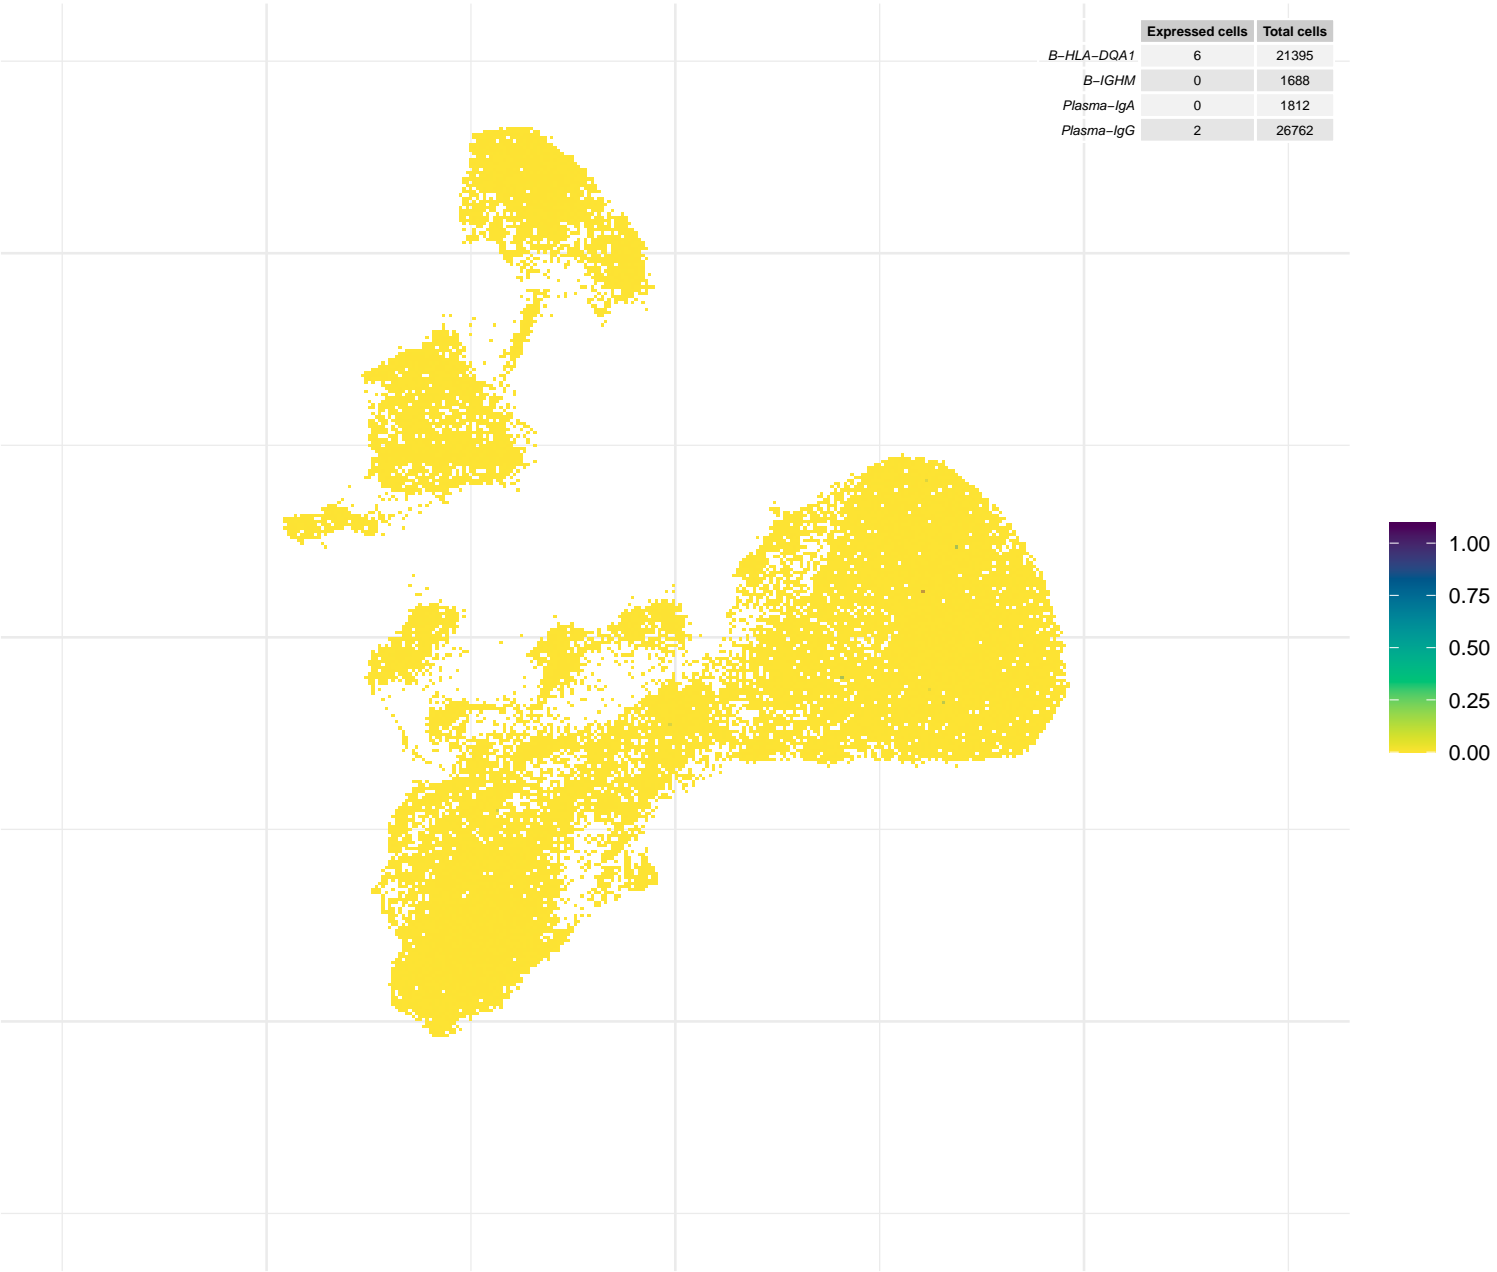 Expressed cells Total cells
B−HLA−DQA1 6 21395
B−IGHM 0 1688
Plasma−IgA 0 1812
Plasma−IgG 2 26762
1.00
0.75
0.50
0.25
0.00